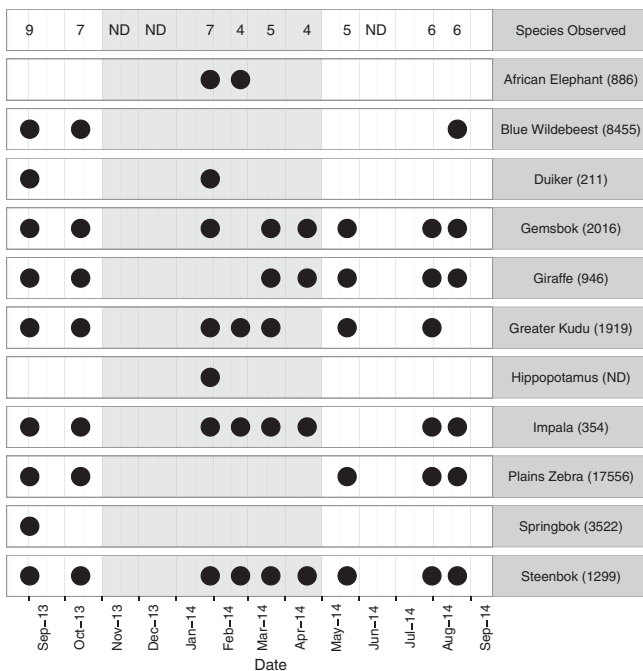 9 7 ND ND 7 4 5 4 5 ND 6 6 Species Observed
African Elephant (886)
Blue Wildebeest (8455)
Duiker (211)
Gemsbok (2016)
Giraffe (946)
Greater Kudu (1919)
Hippopotamus (ND)
Impala (354)
Plains Zebra (17556)
Springbok (3522)
Steenbok (1299)
Sep–13 Oct–13 Nov–13 Dec–13 Jan–14 Feb–14 Mar–14 Apr–14 May–14 Jun–14 Jul–14 Aug–14 Sep–14
Date